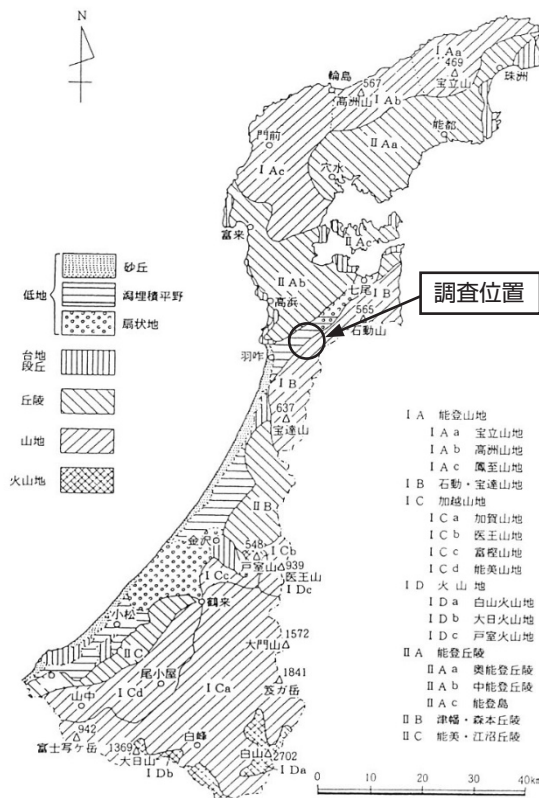 N
I Aa
469
宝立山
珠洲
輪島
567
高洲山
I Ab
能都
門前
II Aa
I Ac
穴水
富来
II Ac
砂丘
低地
潟埋積平野
扇状地
II Ab
七尾
I B
高浜
565
石動山
調査位置
羽咋
台地
段丘
丘陵
山地
火山地
I B
637
宝達山
II B
金沢
548
I Cb
戸室山
939
医王山
I Cc
I Dc
鶴来
小松
II C
1572
大門山
尾小屋
1841
I Ca
笈ガ岳
山中
I Cd
942
富士写ケ岳
1369
大日山
白峰
白山
2702
I Db
I Da
I A 能登山地
I Aa 宝立山地
I Ab 高洲山地
I Ac 鳳至山地
I B 石動・宝達山地
I C 加越山地
I Ca 加賀山地
I Cb 医王山地
I Cc 富樫山地
I Cd 能美山地
I D 火山地
I Da 白山火山地
I Db 大日火山地
I Dc 戸室火山地
II A 能登丘陵
II Aa 奥能登丘陵
II Ab 中能登丘陵
II Ac 能登島
II B 津幡・森本丘陵
II C 能美・江沼丘陵
0 10 20 30 40km